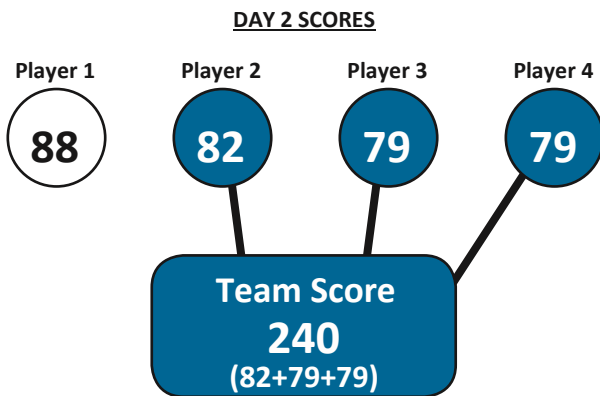 DAY 2 SCORES
Player 1 Player 2 Player 3 Player 4
88 82 79 79
Team Score
240
(82+79+79)